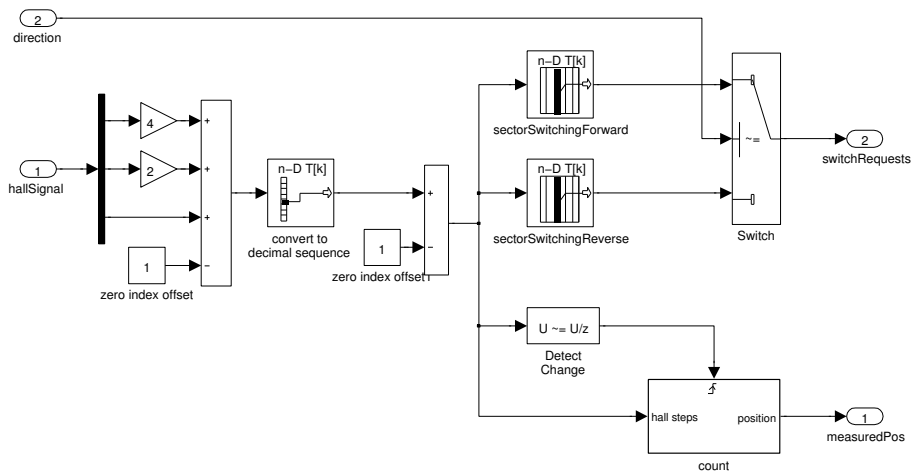 2
direction
1
hallSignal
4
2
+
+
+
−
1
zero index offset
n−D T[k]
convert to
decimal sequence
1
zero index offset1
+
−
n−D T[k]
sectorSwitchingForward
n−D T[k]
sectorSwitchingReverse
~=
Switch
2
switchRequests
U ~= U/z
Detect
Change
hall steps
position
count
1
measuredPos